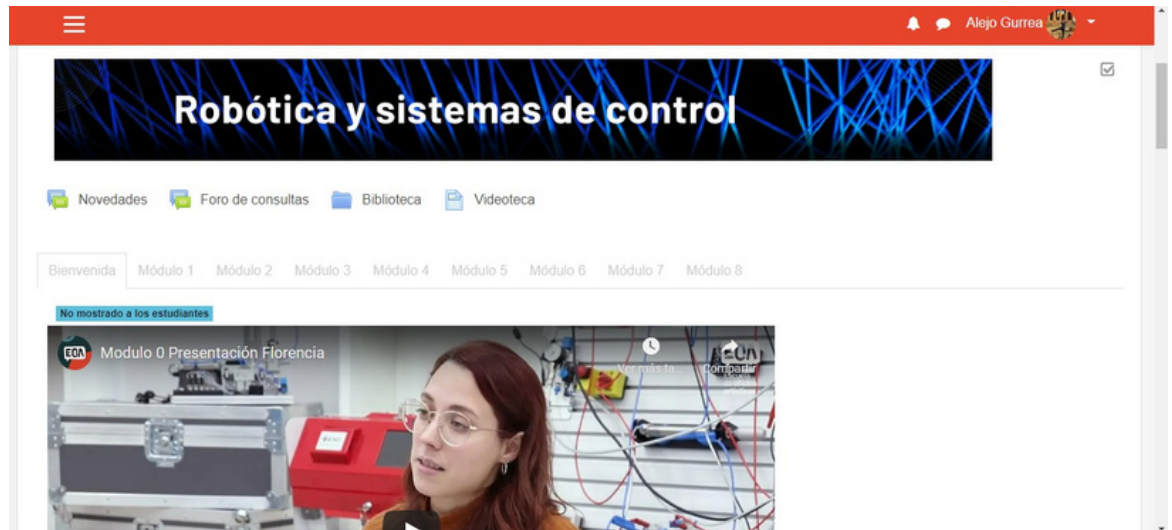 Alejo Gurrea
Robótica y sistemas de control
Novedades Foro de consultas Biblioteca Videoteca
Bienvenida Módulo 1 Módulo 2 Módulo 3 Módulo 4 Módulo 5 Módulo 6 Módulo 7 Módulo 8
No mostrado a los estudiantes
EOA Modulo 0 Presentación Florencia
Ver más ta... Compartir